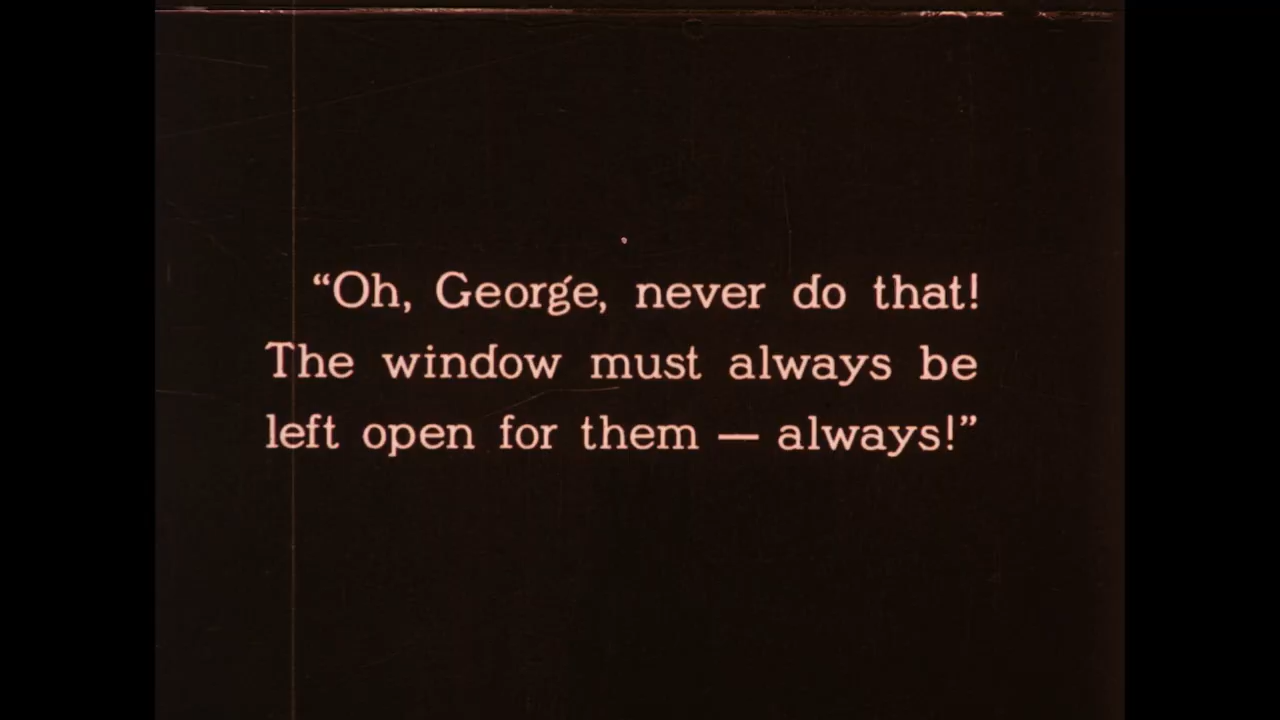 “Oh, George, never do that!
The window must always be
left open for them — always!”